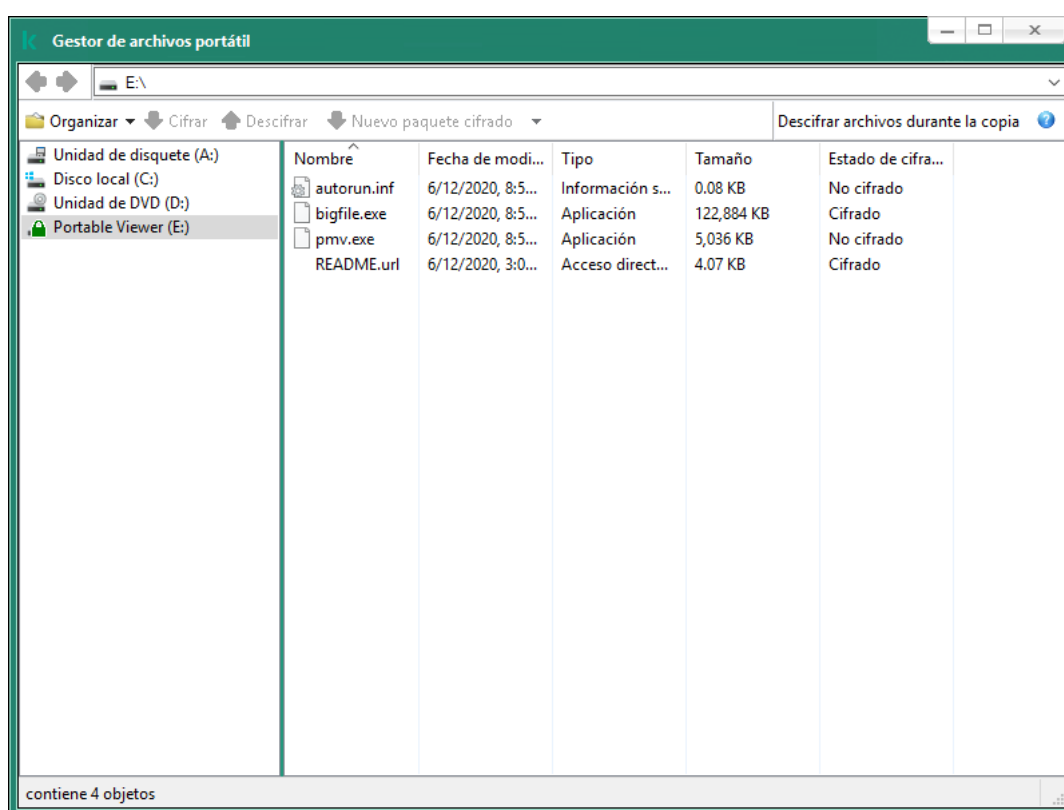 Gestor de archivos portátil
E:\
Organizar Cifrar Descifrar Nuevo paquete cifrado Descifrar archivos durante la copia
Unidad de disquete (A:)
Disco local (C:)
Unidad de DVD (D:)
Portable Viewer (E:)
Nombre Fecha de modi... Tipo Tamaño Estado de cifra...
autorun.inf 6/12/2020, 8:5... Información s... 0.08 KB No cifrado
bigfile.exe 6/12/2020, 8:5... Aplicación 122,884 KB Cifrado
pmv.exe 6/12/2020, 8:5... Aplicación 5,036 KB No cifrado
README.url 6/12/2020, 3:0... Acceso direct... 4.07 KB Cifrado
contiene 4 objetos